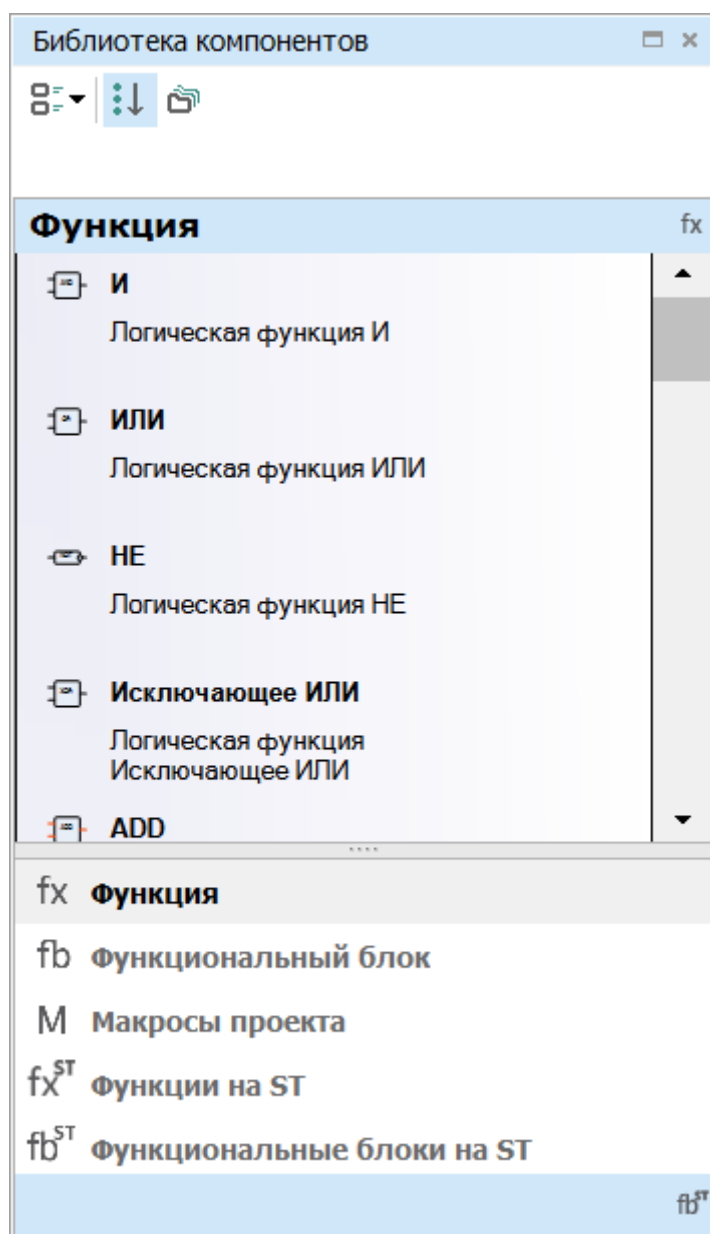 Библиотека компонентов
Функция fx
И
Логическая функция И
ИЛИ
Логическая функция ИЛИ
НЕ
Логическая функция НЕ
Исключающее ИЛИ
Логическая функция
Исключающее ИЛИ
ADD
fx Функция
fb Функциональный блок
M Макросы проекта
fx ST Функции на ST
fb ST Функциональные блоки на ST
fb ST